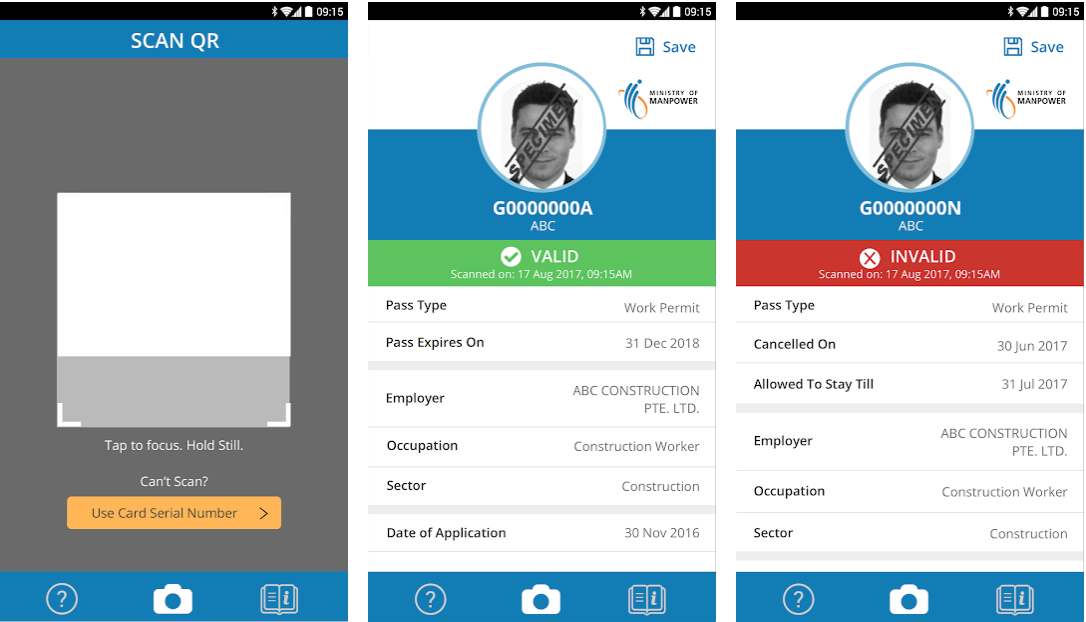 09:15
SCAN QR
Tap to focus. Hold Still.
Can't Scan?
Use Card Serial Number
?
09:15
Save
MINISTRY OF
MANPOWER
SPECIMEN
G0000000A
ABC
VALID
Scanned on: 17 Aug 2017, 09:15AM
Pass Type Work Permit
Pass Expires On 31 Dec 2018
Employer ABC CONSTRUCTION
PTE. LTD.
Occupation Construction Worker
Sector Construction
Date of Application 30 Nov 2016
?
i
09:15
Save
MINISTRY OF
MANPOWER
SPECIMEN
G0000000N
ABC
INVALID
Scanned on: 17 Aug 2017, 09:15AM
Pass Type Work Permit
Cancelled On 30 Jun 2017
Allowed To Stay Till 31 Jul 2017
Employer ABC CONSTRUCTION
PTE. LTD.
Occupation Construction Worker
Sector Construction
?
i